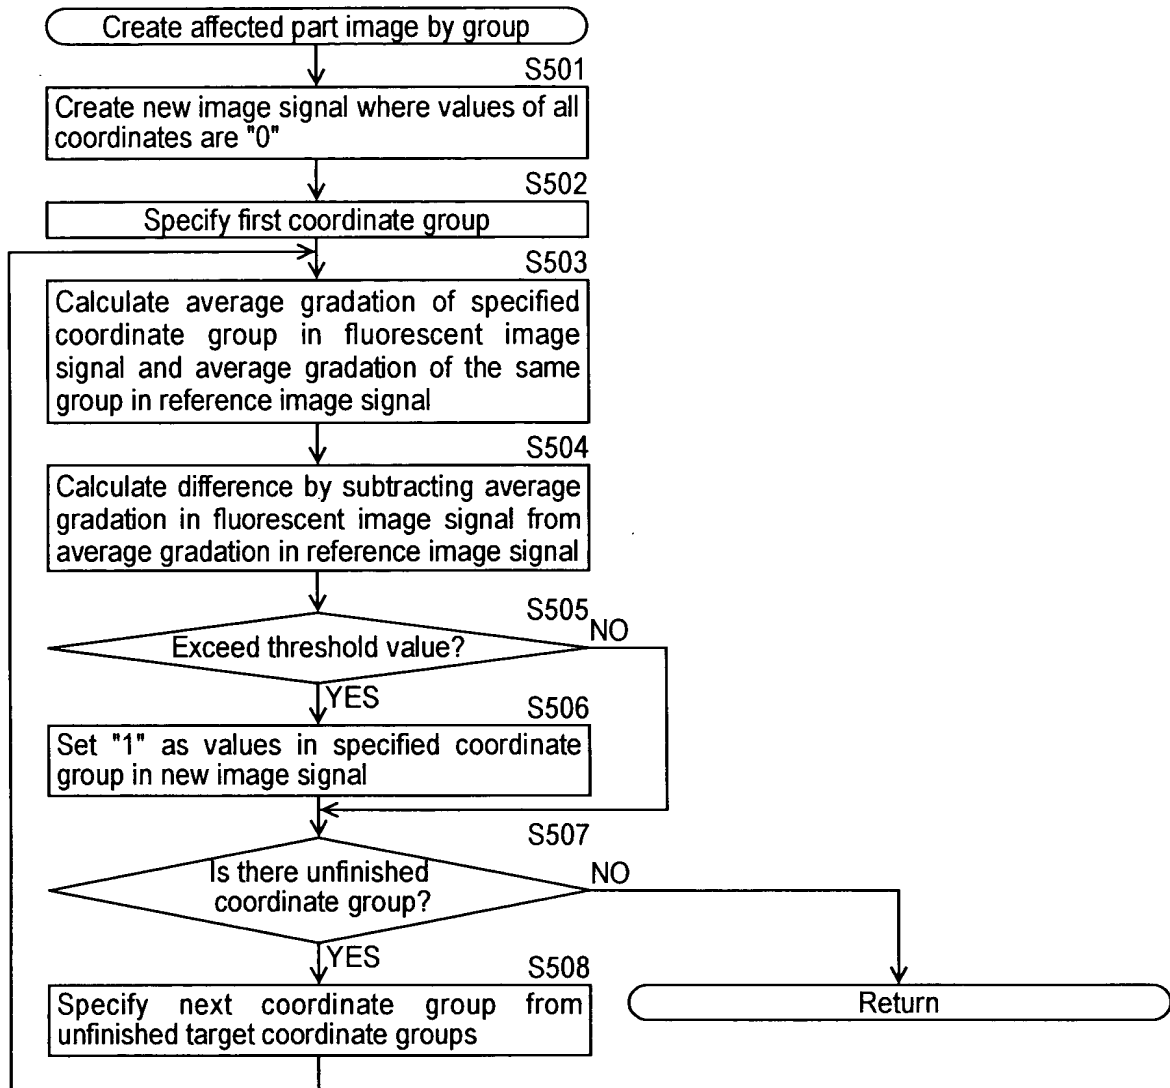 Create affected part image by group
S501
Create new image signal where values of all
coordinates are "0"
S502
Specify first coordinate group
S503
Calculate average gradation of specified
coordinate group in fluorescent image
signal and average gradation of the same
group in reference image signal
S504
Calculate difference by subtracting average
gradation in fluorescent image signal from
average gradation in reference image signal
S505
Exceed threshold value?
NO
YES
S506
Set "1" as values in specified coordinate
group in new image signal
S507
Is there unfinished
coordinate group?
NO
YES
S508
Specify next coordinate group from
unfinished target coordinate groups
Return